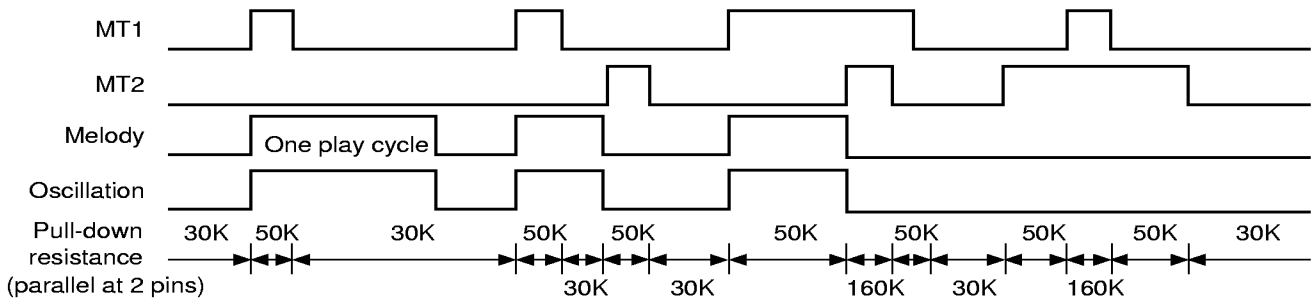 MT1
MT2
Melody
One play cycle
Oscillation
Pull-down
resistance
(parallel at 2 pins)
30K 50K 30K 50K 50K 50K 50K 50K 50K 30K
30K 30K 160K 30K 160K